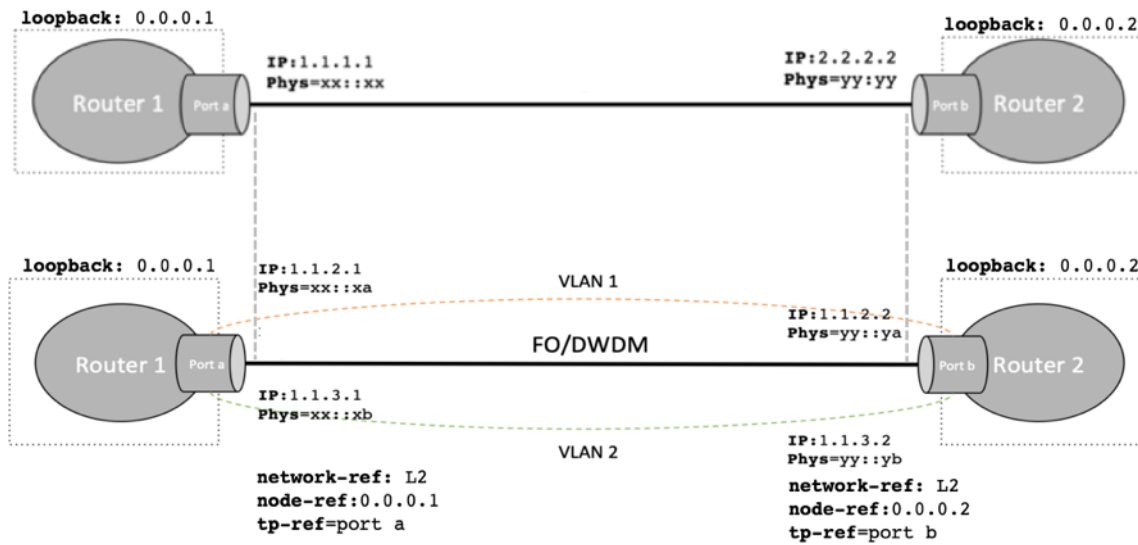 loopback: 0.0.0.1
loopback: 0.0.0.2
IP:1.1.1.1
Phys=xx::xx
IP:2.2.2.2
Phys=yy:yy
Router 1
Port a
Port b
Router 2
loopback: 0.0.0.1
loopback: 0.0.0.2
IP:1.1.2.1
Phys=xx::xa
VLAN 1
IP:1.1.2.2
Phys=yy::ya
FO/DWDM
Router 1
Port a
Port b
Router 2
IP:1.1.3.1
Phys=xx::xb
VLAN 2
IP:1.1.3.2
Phys=yy::yb
network-ref: L2
node-ref:0.0.0.1
tp-ref=port a
network-ref: L2
node-ref:0.0.0.2
tp-ref=port b